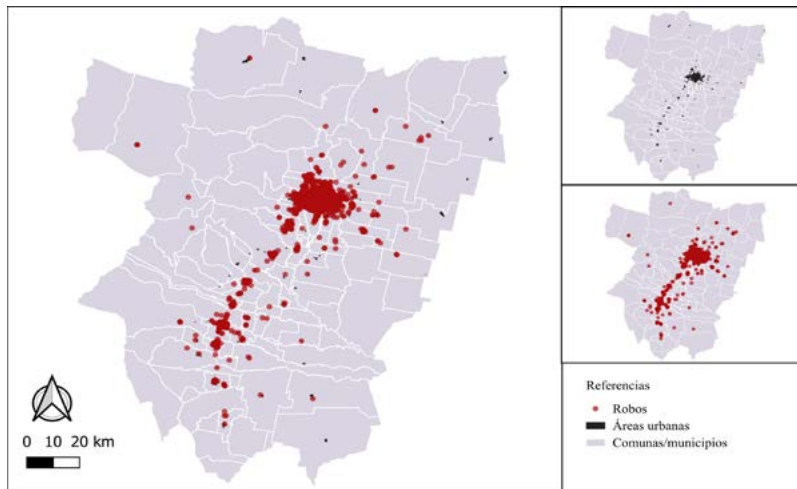 0 10 20 km
Referencias
Robos
Áreas urbanas
Comunas/municipios